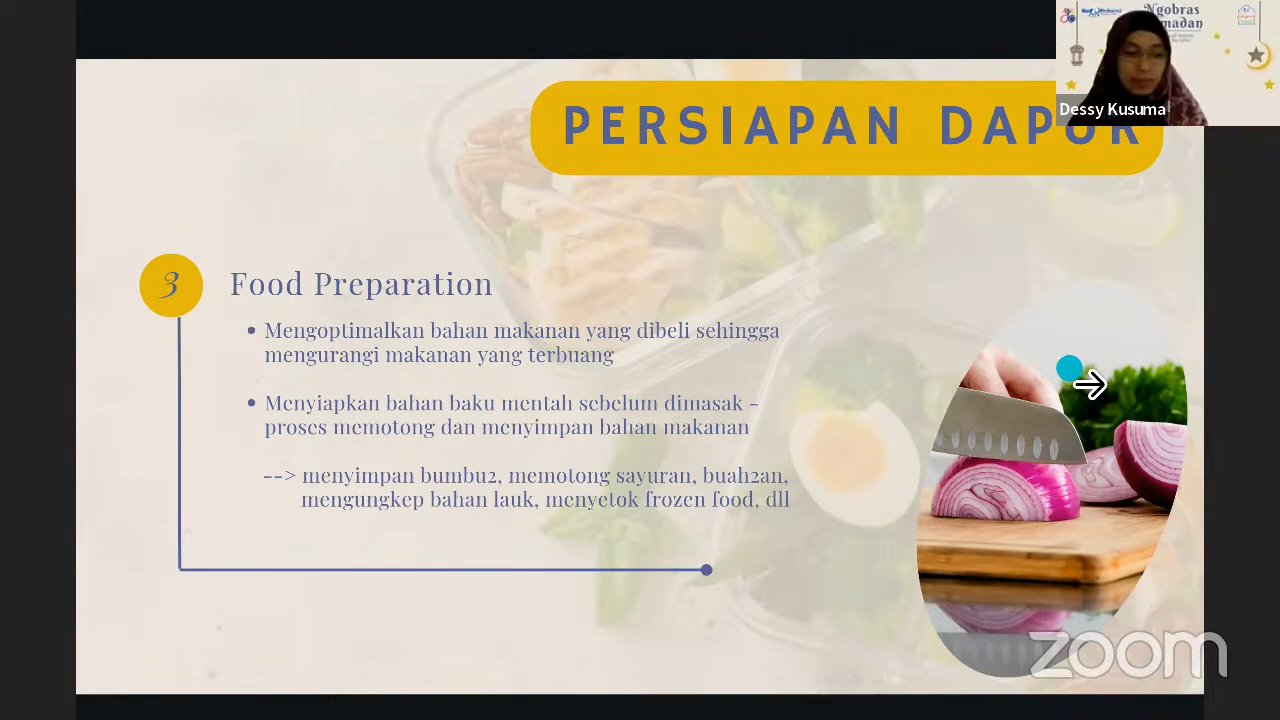 Ngobras
Dessy Kusuma
PERSIAPAN DAPUR
3
Food Preparation
• Mengoptimalkan bahan makanan yang dibeli sehingga
mengurangi makanan yang terbuang
• Menyiapkan bahan baku mentah sebelum dimasak -
proses memotong dan menyimpan bahan makanan
--> menyimpan bumbu2, memotong sayuran, buah2an,
mengungkep bahan lauk, menyetok frozen food, dll
zoom